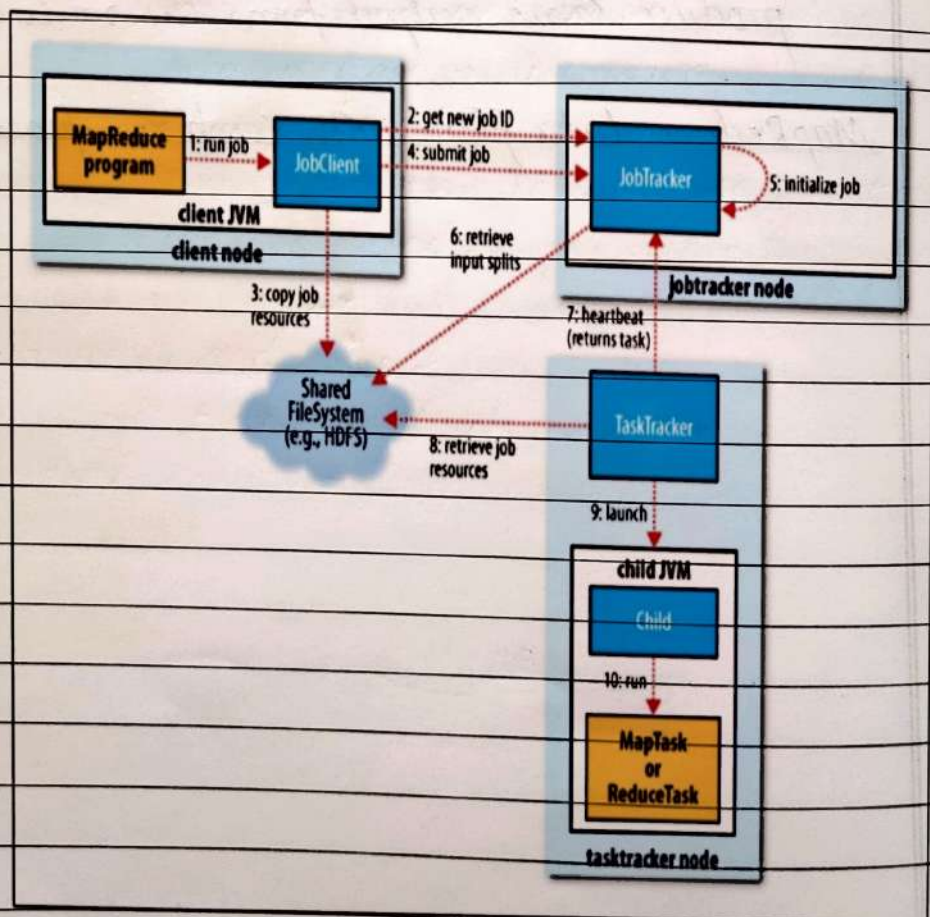 MapReduce
program
1: run job
JobClient
client JVM
client node
2: get new job ID
4: submit job
JobTracker
5: initialize job
jobtracker node
3: copy job
resources
6: retrieve
input splits
7: heartbeat
(returns task)
Shared
FileSystem
(e.g., HDFS)
8: retrieve job
resources
TaskTracker
9: launch
child JVM
Child
10: run
MapTask
or
ReduceTask
tasktracker node